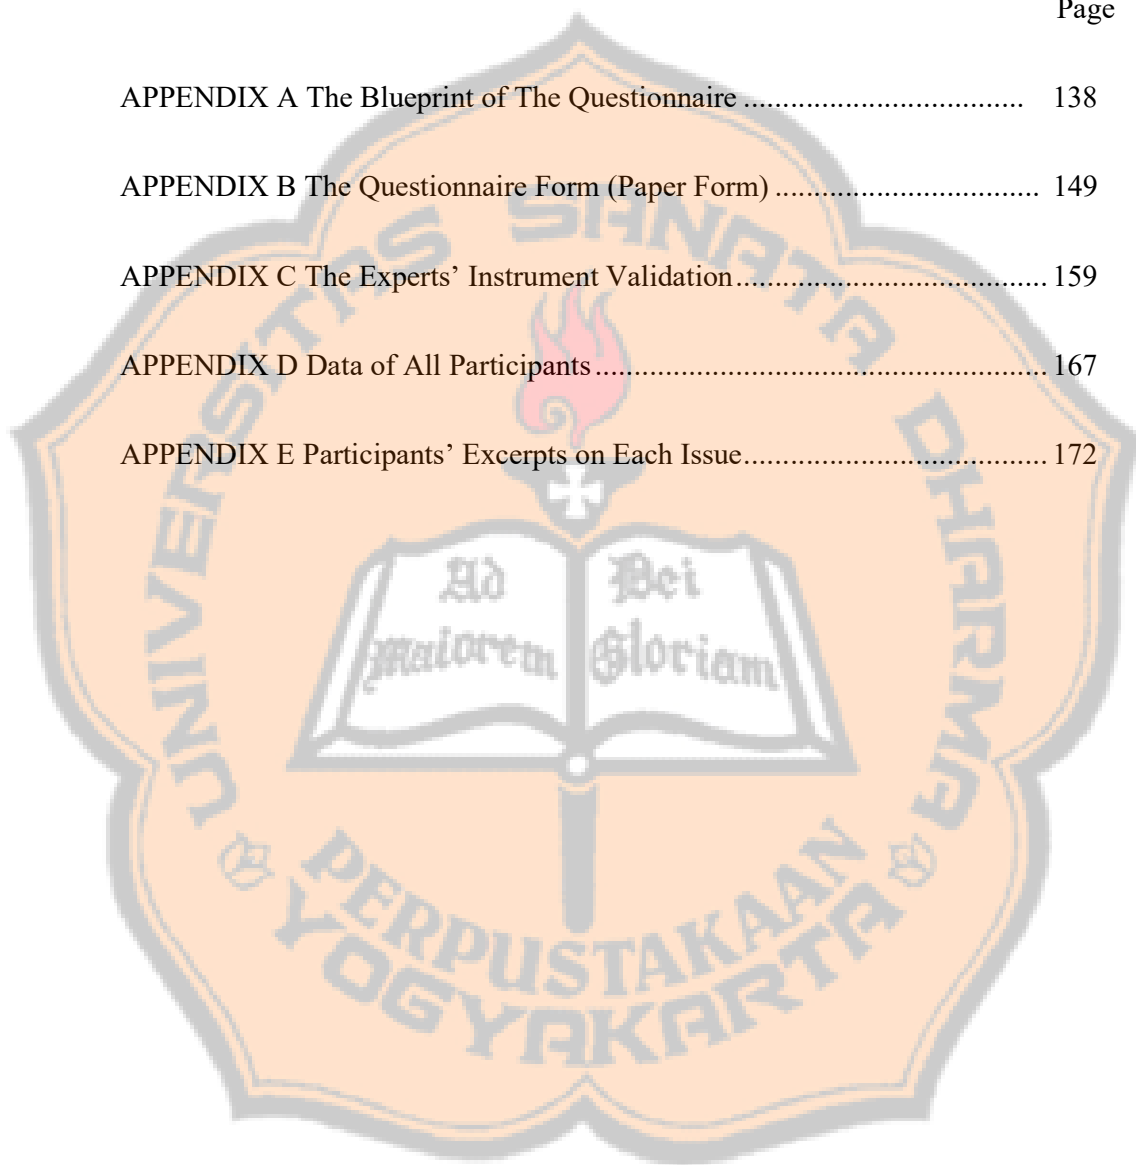 Page
APPENDIX A The Blueprint of The Questionnaire ................................. 138
APPENDIX B The Questionnaire Form (Paper Form) ............................... 149
APPENDIX C The Experts’ Instrument Validation ..................................... 159
APPENDIX D Data of All Participants ..................................................... 167
APPENDIX E Participants’ Excerpts on Each Issue .................................... 172
UNIVERSITAS SANATA DHARMA
Ad Dei
Maiorem Gloriam
PERPUSTAKAAN
YOGYAKARTA